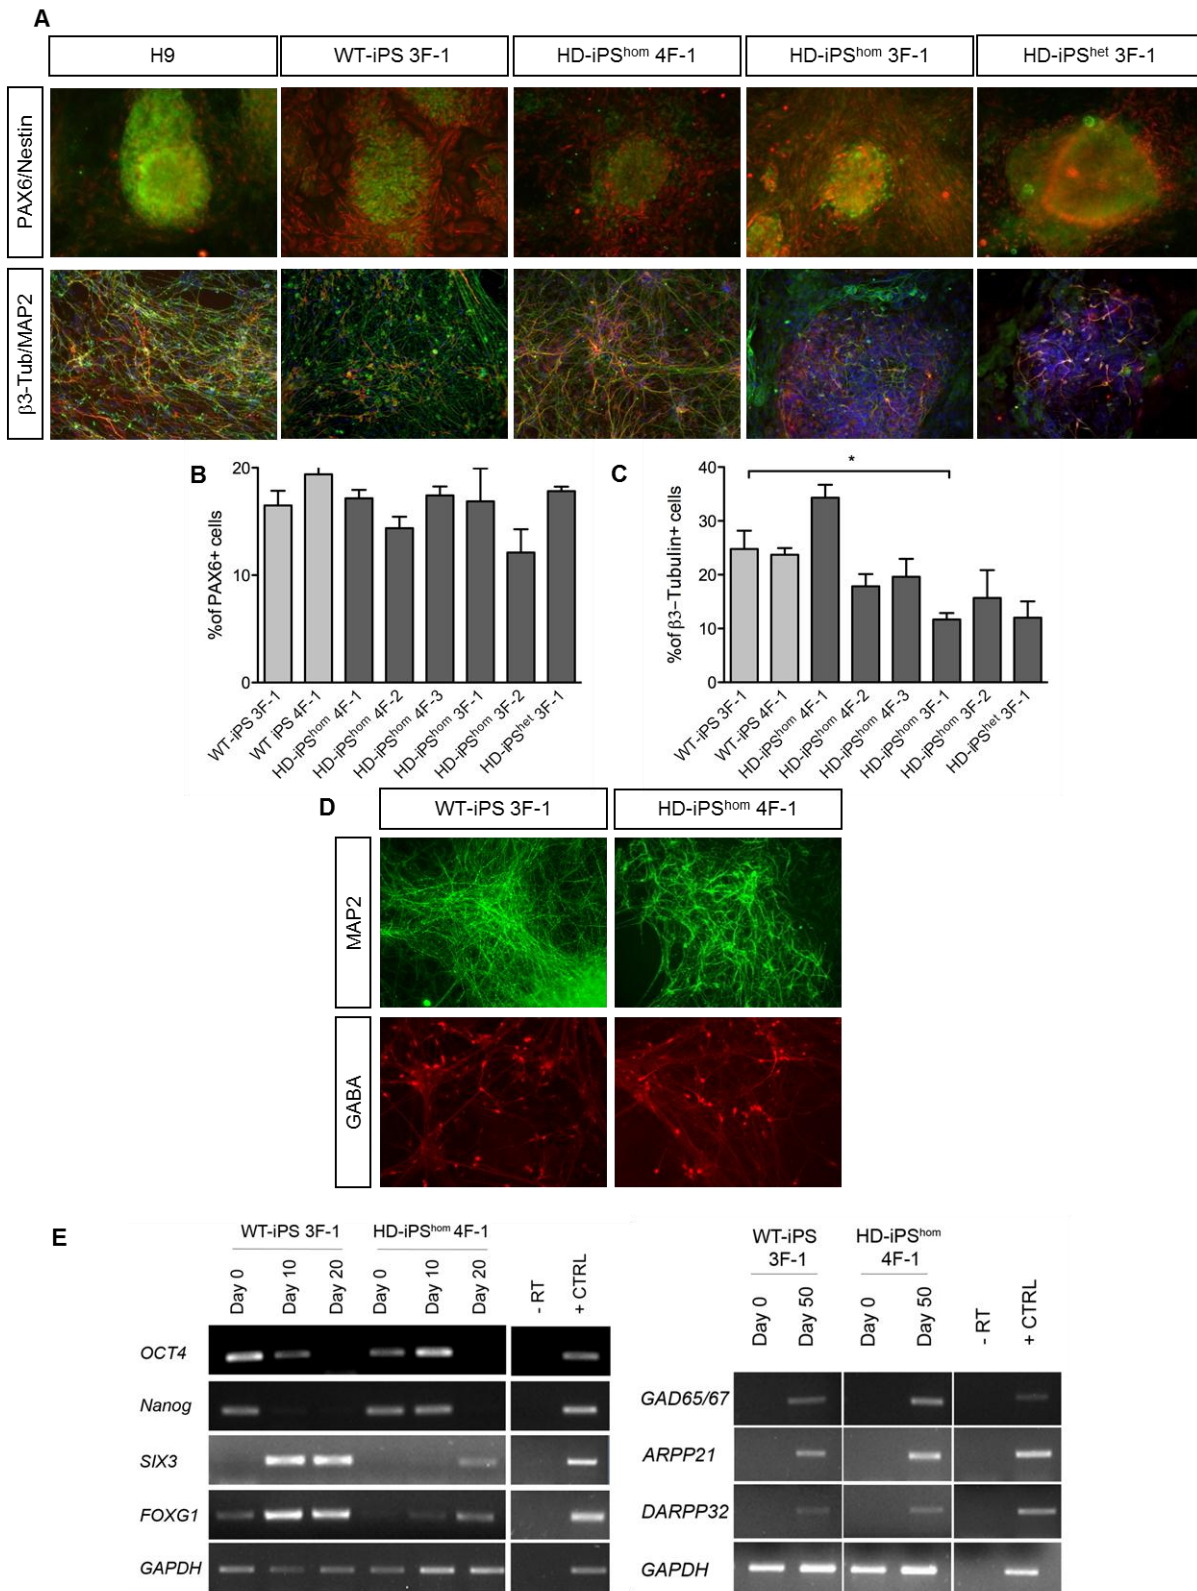 A
H9
WT-iPS 3F-1
HD-iPSʰᵒᵐ 4F-1
HD-iPSʰᵒᵐ 3F-1
HD-iPSʰᵉᵗ 3F-1
PAX6/Nestin
β3-Tub/MAP2
B
%of PAX6+ cells
20
10
0
WT-iPS 3F-1
WT iPS 4F-1
HD-iPSʰᵒᵐ 4F-1
HD-iPSʰᵒᵐ 4F-2
HD-iPSʰᵒᵐ 4F-3
HD-iPSʰᵒᵐ 3F-1
HD-iPSʰᵒᵐ 3F-2
HD-iPSʰᵉᵗ 3F-1
C
%of β3-Tubulin+ cells
40
30
20
10
0
*
WT-iPS 3F-1
WT-iPS 4F-1
HD-iPSʰᵒᵐ 4F-1
HD-iPSʰᵒᵐ 4F-2
HD-iPSʰᵒᵐ 4F-3
HD-iPSʰᵒᵐ 3F-1
HD-iPSʰᵒᵐ 3F-2
HD-iPSʰᵉᵗ 3F-1
D
WT-iPS 3F-1
HD-iPSʰᵒᵐ 4F-1
MAP2
GABA
E
WT-iPS 3F-1
HD-iPSʰᵒᵐ 4F-1
Day 0
Day 10
Day 20
Day 0
Day 10
Day 20
- RT
+ CTRL
OCT4
Nanog
SIX3
FOXG1
GAPDH
WT-iPS
3F-1
HD-iPSʰᵒᵐ
4F-1
Day 0
Day 50
Day 0
Day 50
- RT
+ CTRL
GAD65/67
ARPP21
DARPP32
GAPDH